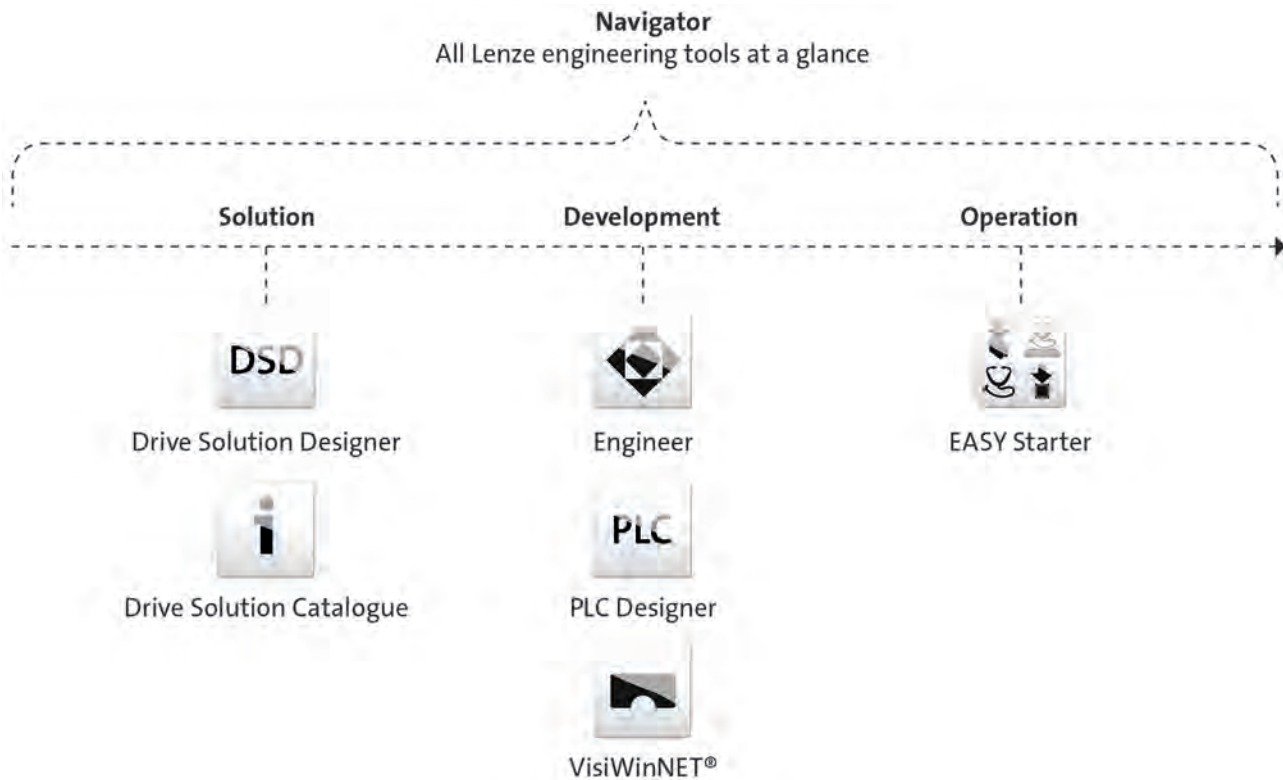 Navigator
All Lenze engineering tools at a glance
Solution
Development
Operation
DSD
Drive Solution Designer
Engineer
EASY Starter
i
PLC
Drive Solution Catalogue
PLC Designer
VisiWinNET®